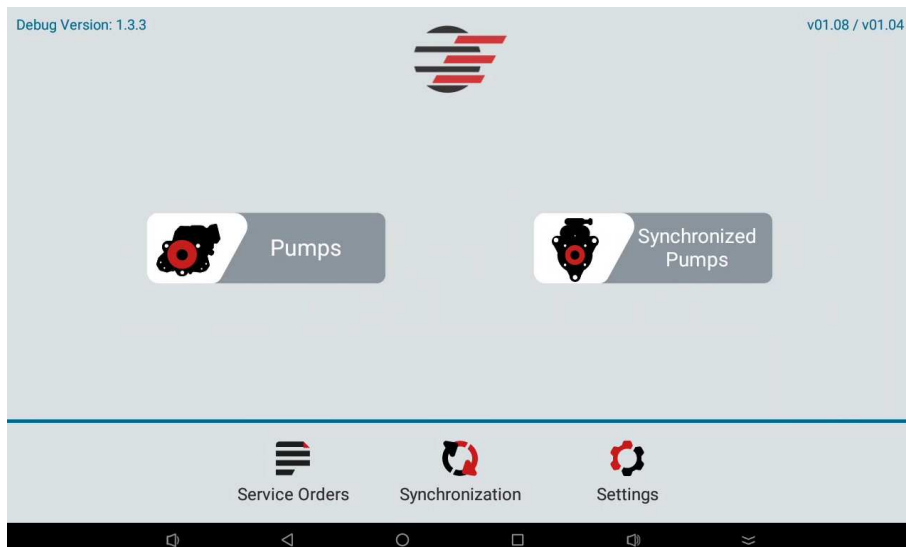 Debug Version: 1.3.3
v01.08 / v01.04
Pumps
Synchronized
Pumps
Service Orders
Synchronization
Settings